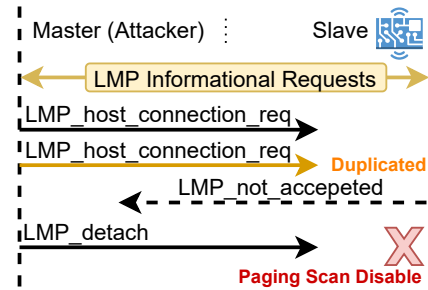 Master (Attacker) Slave
LMP Informational Requests
LMP_host_connection_req
LMP_host_connection_req
Duplicated
LMP_not_accepeted
LMP_detach
Paging Scan Disable